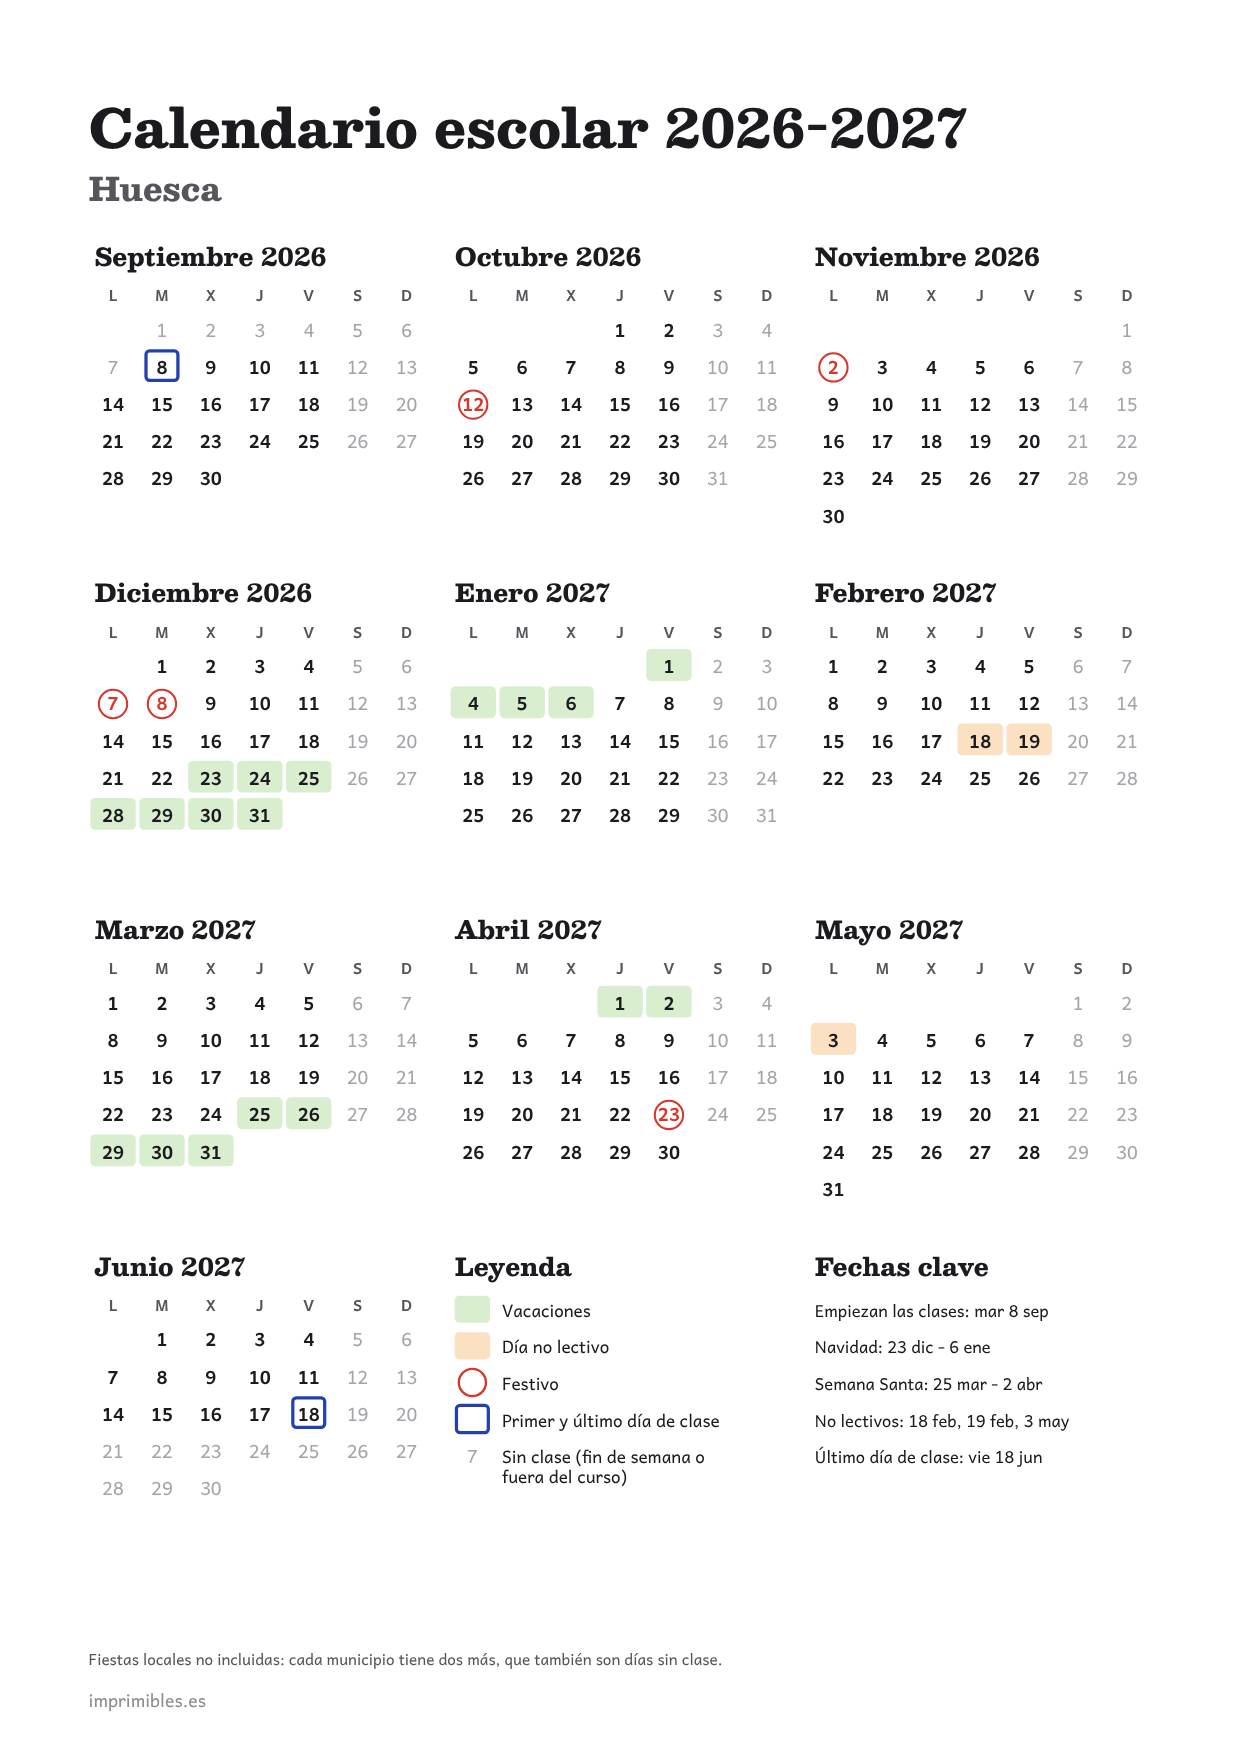 Calendario escolar 2026-2027
Huesca
Septiembre 2026
L M X J V S D
1 2 3 4 5 6
7 8 9 10 11 12 13
14 15 16 17 18 19 20
21 22 23 24 25 26 27
28 29 30
Octubre 2026
L M X J V S D
1 2 3 4
5 6 7 8 9 10 11
12 13 14 15 16 17 18
19 20 21 22 23 24 25
26 27 28 29 30 31
Noviembre 2026
L M X J V S D
1
2 3 4 5 6 7 8
9 10 11 12 13 14 15
16 17 18 19 20 21 22
23 24 25 26 27 28 29
30
Diciembre 2026
L M X J V S D
1 2 3 4 5 6
7 8 9 10 11 12 13
14 15 16 17 18 19 20
21 22 23 24 25 26 27
28 29 30 31
Enero 2027
L M X J V S D
1 2 3
4 5 6 7 8 9 10
11 12 13 14 15 16 17
18 19 20 21 22 23 24
25 26 27 28 29 30 31
Febrero 2027
L M X J V S D
1 2 3 4 5 6 7
8 9 10 11 12 13 14
15 16 17 18 19 20 21
22 23 24 25 26 27 28
Marzo 2027
L M X J V S D
1 2 3 4 5 6 7
8 9 10 11 12 13 14
15 16 17 18 19 20 21
22 23 24 25 26 27 28
29 30 31
Abril 2027
L M X J V S D
1 2 3 4
5 6 7 8 9 10 11
12 13 14 15 16 17 18
19 20 21 22 23 24 25
26 27 28 29 30
Mayo 2027
L M X J V S D
1 2
3 4 5 6 7 8 9
10 11 12 13 14 15 16
17 18 19 20 21 22 23
24 25 26 27 28 29 30
31
Junio 2027
L M X J V S D
1 2 3 4 5 6
7 8 9 10 11 12 13
14 15 16 17 18 19 20
21 22 23 24 25 26 27
28 29 30
Leyenda
Vacaciones
Día no lectivo
Festivo
Primer y último día de clase
7 Sin clase (fin de semana o
fuera del curso)
Fechas clave
Empiezan las clases: mar 8 sep
Navidad: 23 dic - 6 ene
Semana Santa: 25 mar - 2 abr
No lectivos: 18 feb, 19 feb, 3 may
Último día de clase: vie 18 jun
Fiestas locales no incluidas: cada municipio tiene dos más, que también son días sin clase.
imprimibles.es